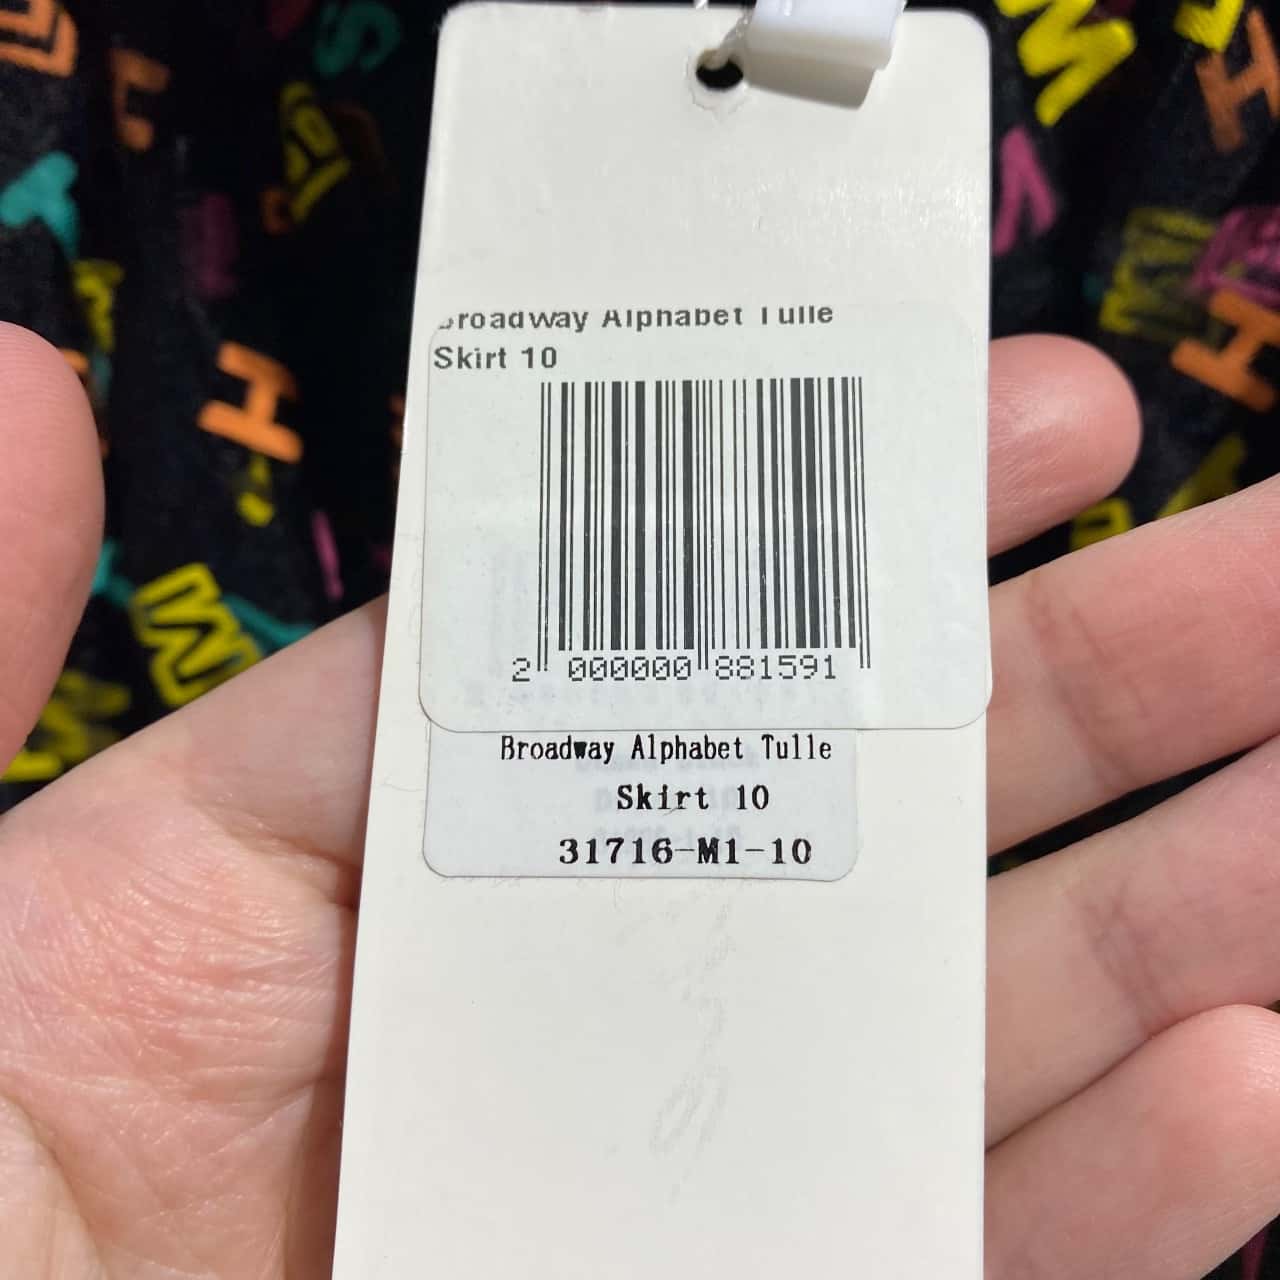 Broadway Alphabet Tulle
Skirt 10
2 000000 881591
Broadway Alphabet Tulle
Skirt 10
31716-M1-10